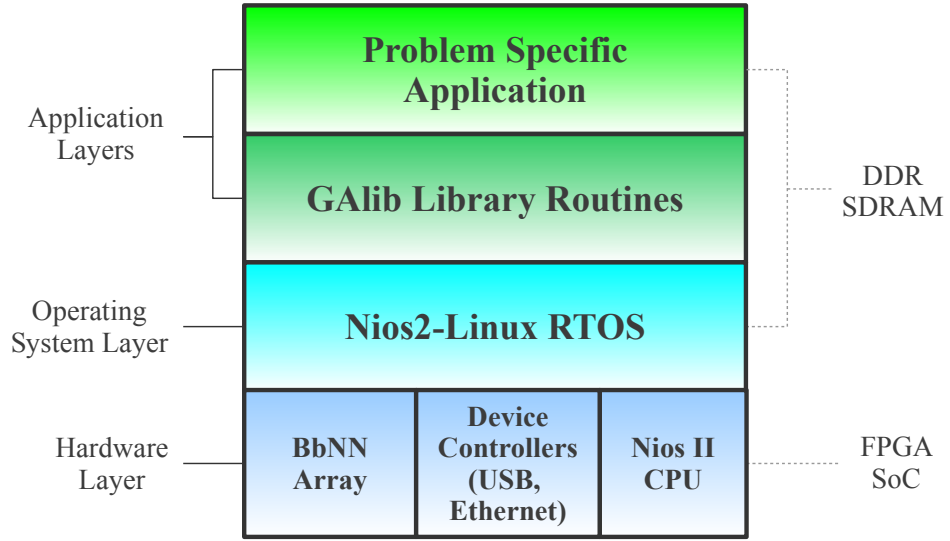 Problem Specific
Application
Application
Layers
GAlib Library Routines
DDR
SDRAM
Operating
System Layer
Nios2-Linux RTOS
Hardware
Layer
BbNN
Array
Device
Controllers
(USB,
Ethernet)
Nios II
CPU
FPGA
SoC